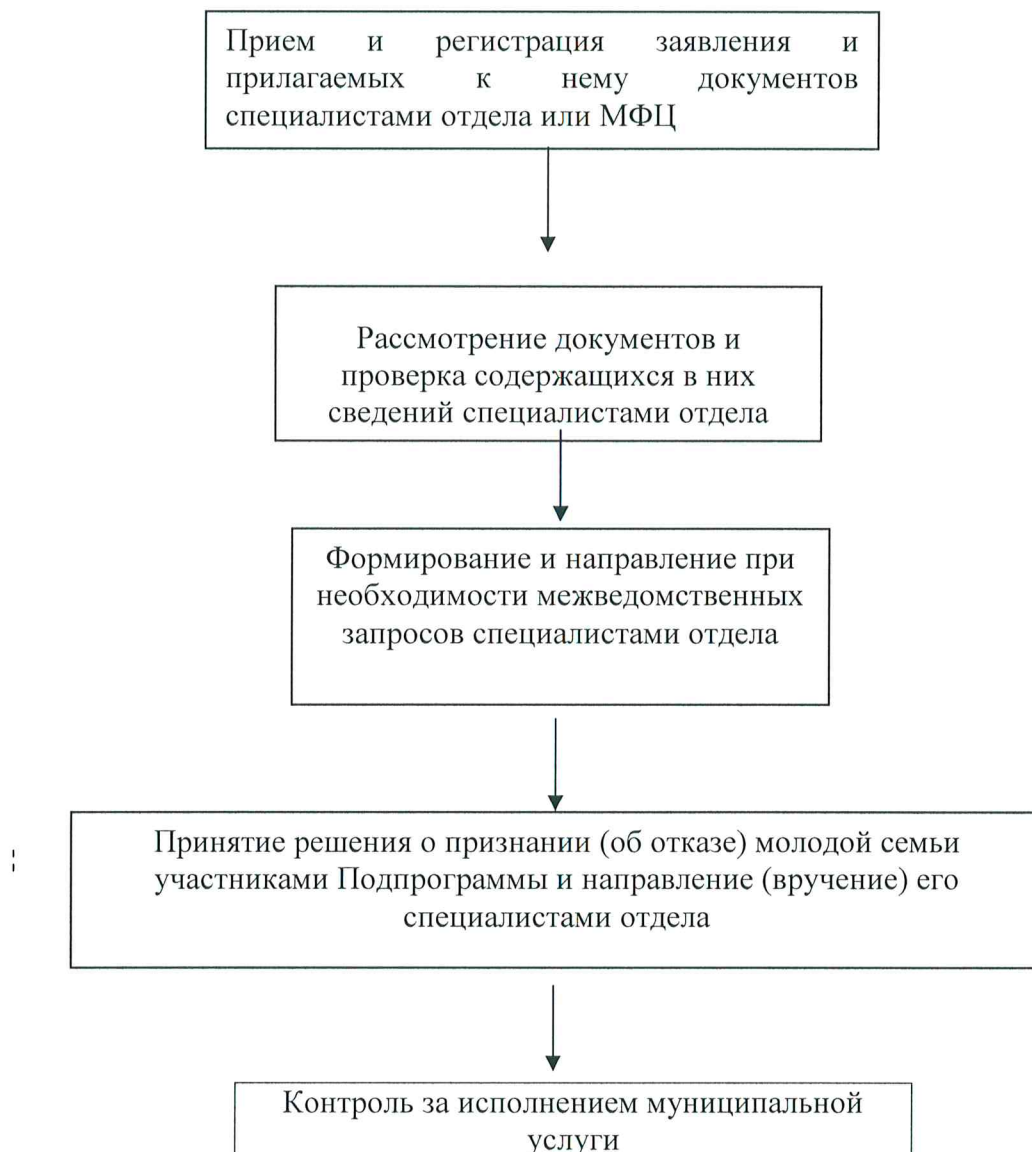 Прием и регистрация заявления и
прилагаемых к нему документов
специалистами отдела или МФЦ
Рассмотрение документов и
проверка содержащихся в них
сведений специалистами отдела
Формирование и направление при
необходимости межведомственных
запросов специалистами отдела
Принятие решения о признании (об отказе) молодой семьи
участниками Подпрограммы и направление (вручение) его
специалистами отдела
Контроль за исполнением муниципальной
услуги